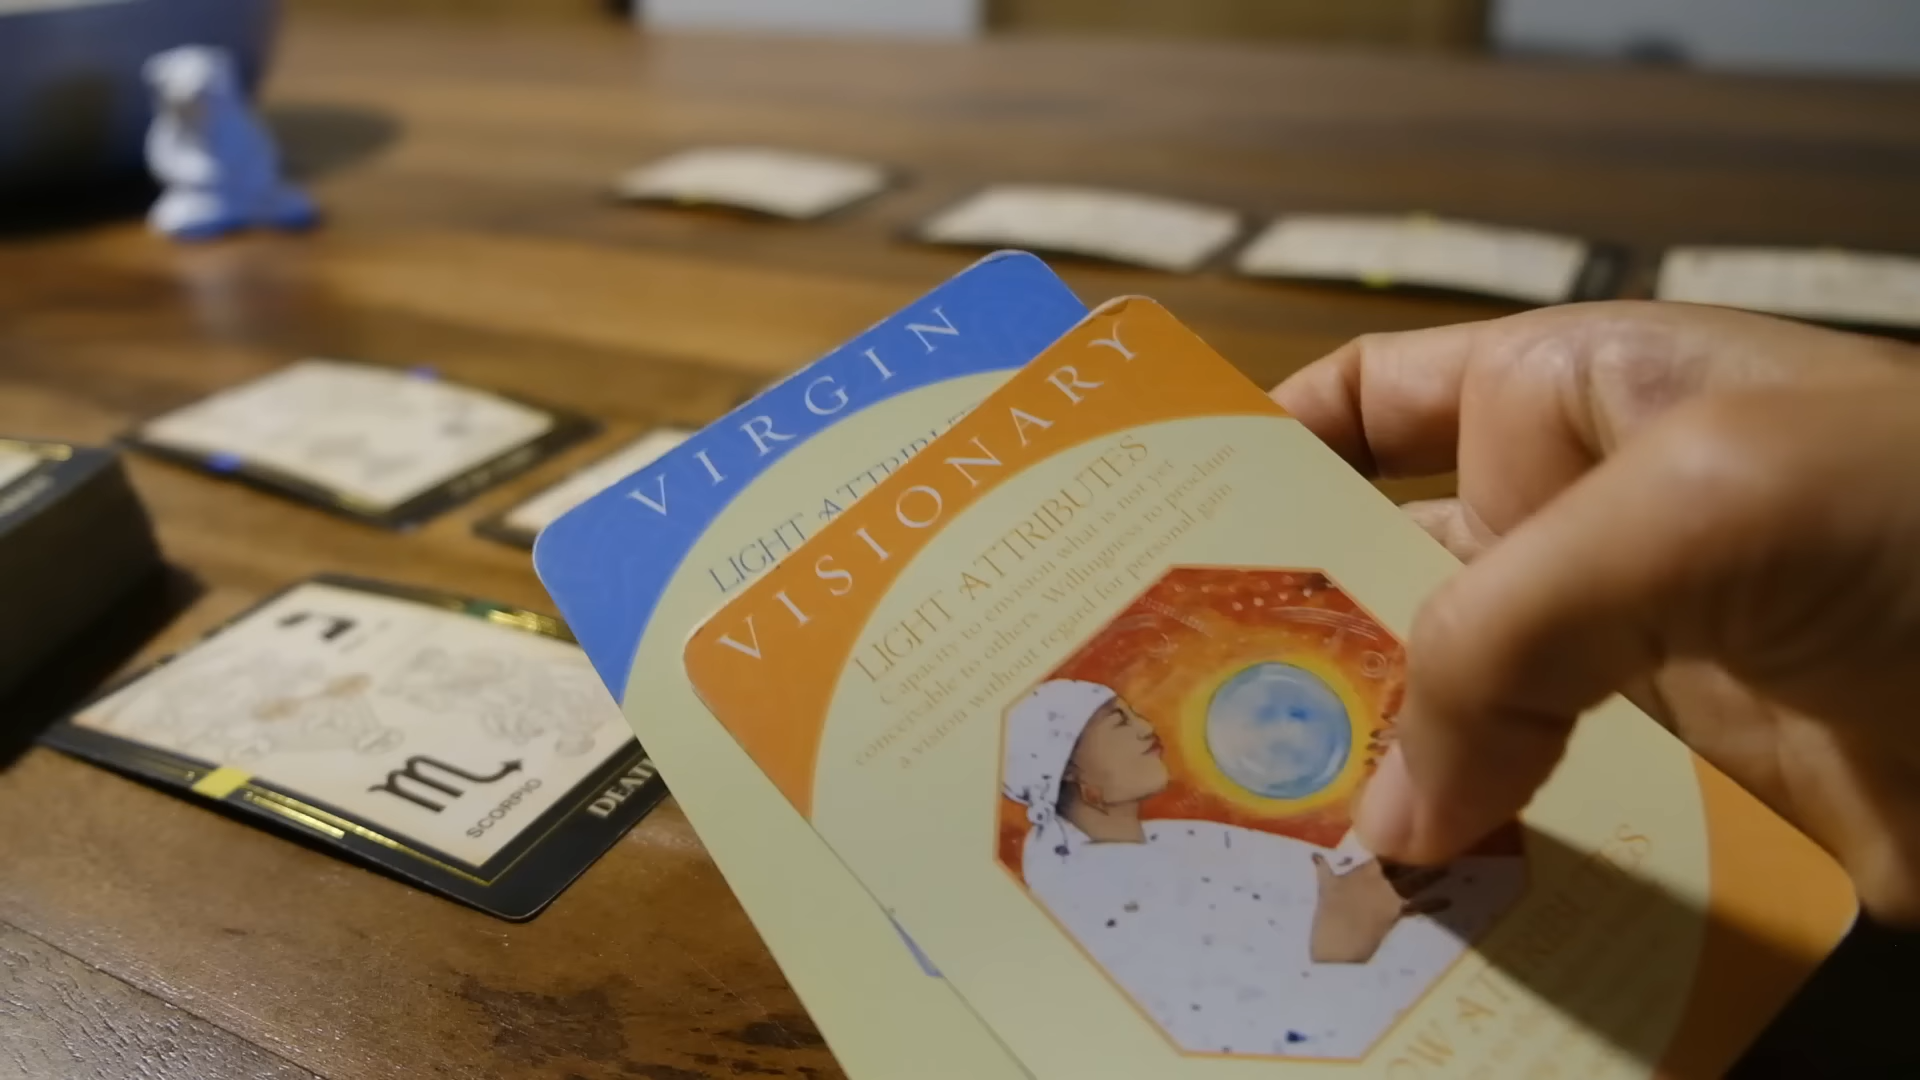 VIRGIN
LIGHT ATTRIBUTES
VISIONARY
LIGHT ATTRIBUTES
Capacity to envision what is not yet
conceivable to others. Willingness to proclaim
a vision without regard for personal gain
SCORPIO
DEATH